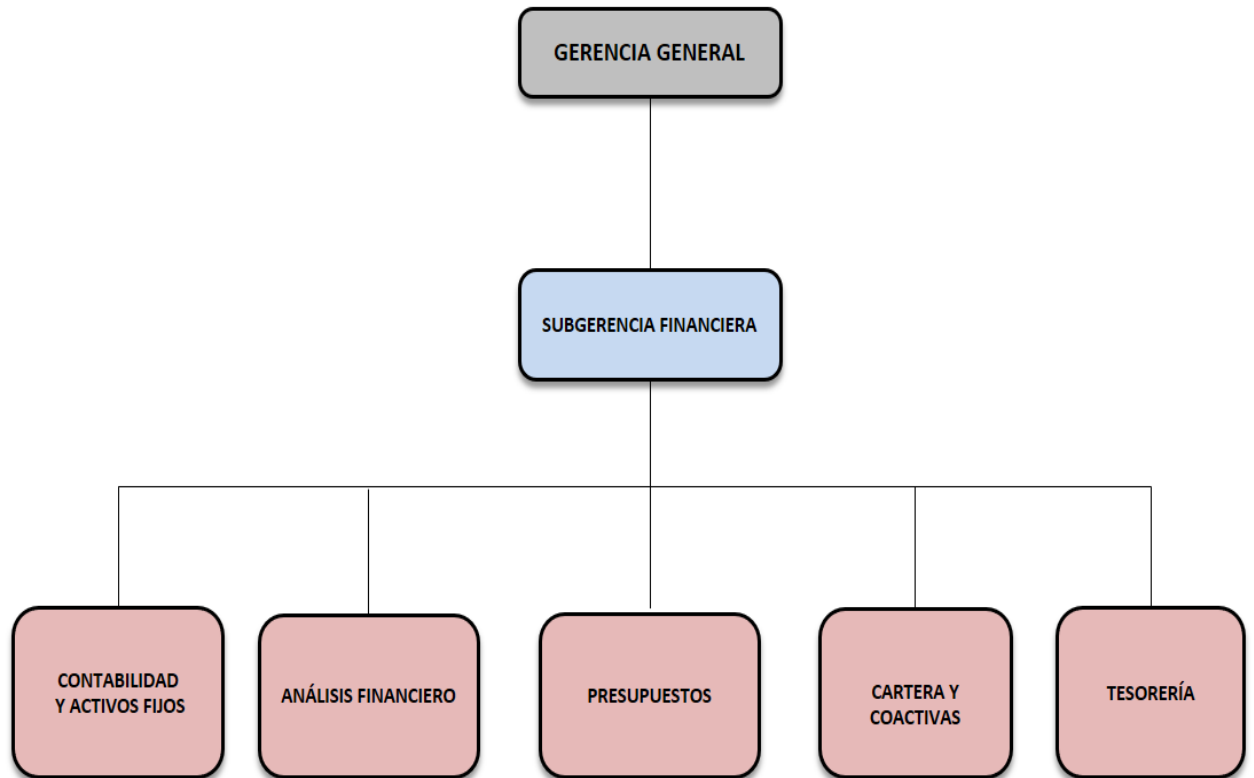 GERENCIA GENERAL
SUBGERENCIA FINANCIERA
CONTABILIDAD
Y ACTIVOS FIJOS
ANÁLISIS FINANCIERO
PRESUPUESTOS
CARTERA Y
COACTIVAS
TESORERÍA